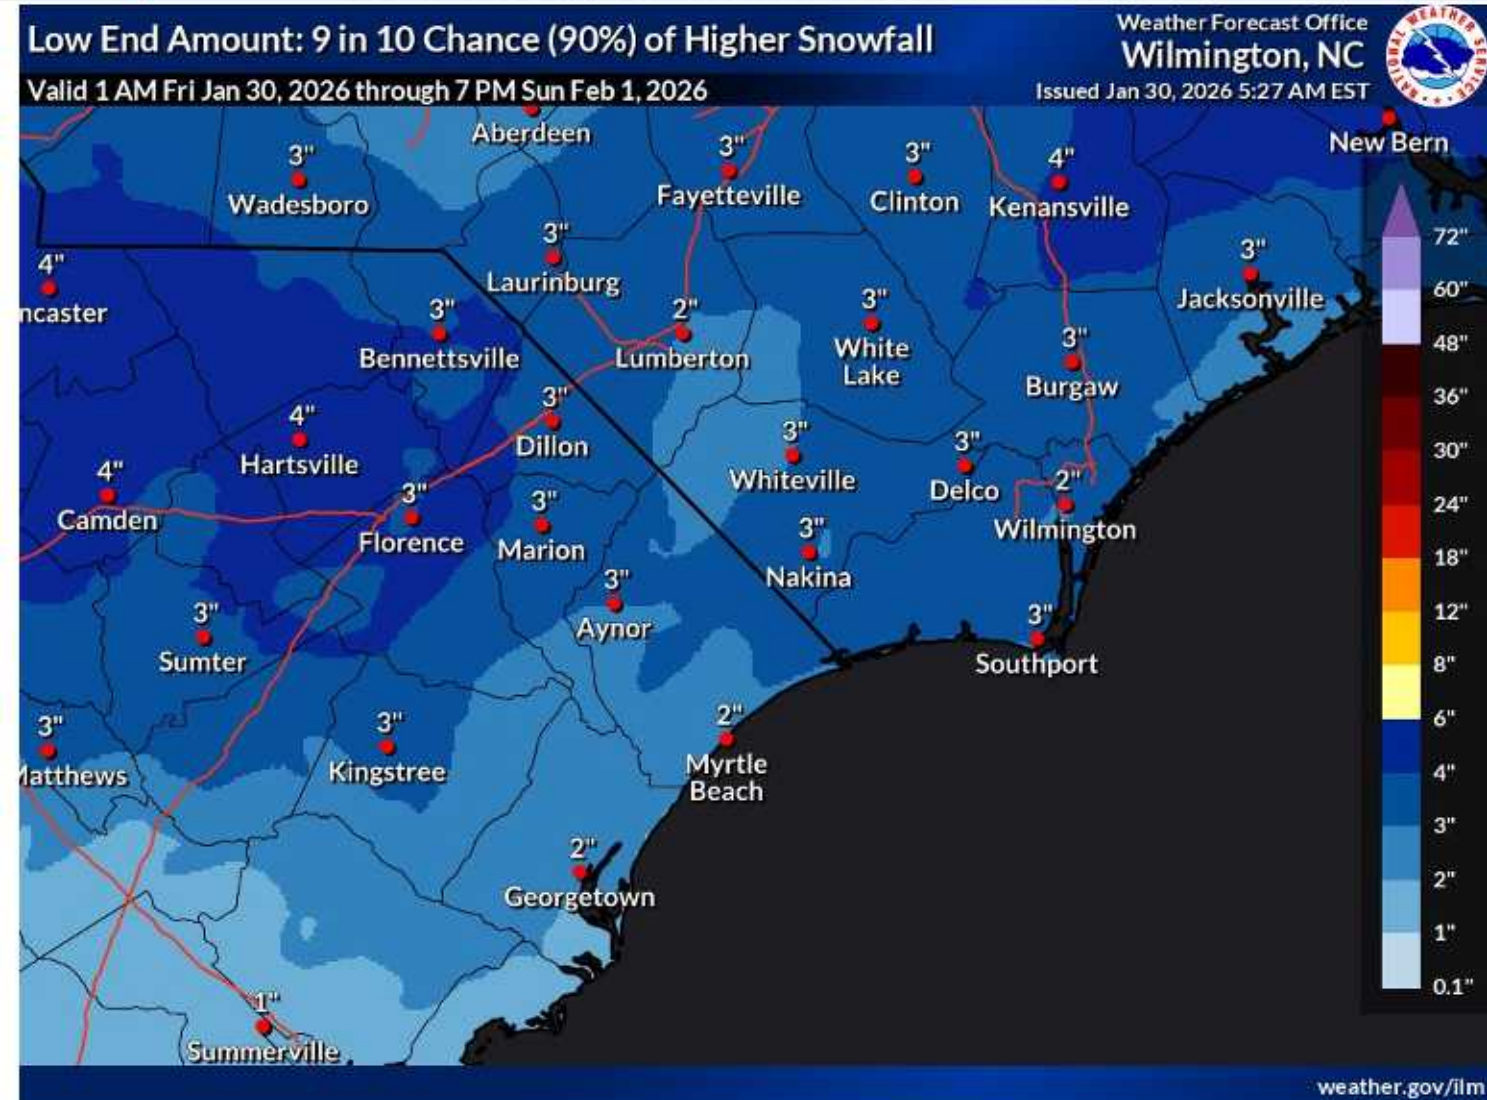 Low End Amount: 9 in 10 Chance (90%) of Higher Snowfall
Valid 1 AM Fri Jan 30, 2026 through 7 PM Sun Feb 1, 2026
Weather Forecast Office
Wilmington, NC
Issued Jan 30, 2026 5:27 AM EST
NATIONAL WEATHER SERVICE
Aberdeen
New Bern
3"
Wadesboro
3"
Fayetteville
3"
Clinton
4"
Kenansville
4"
ncaster
3"
Laurinburg
3"
Jacksonville
3"
Bennettsville
2"
Lumberton
3"
White
Lake
3"
Burgaw
4"
Hartsville
3"
Dillon
3"
Whiteville
3"
Delco
4"
Camden
3"
Florence
3"
Marion
2"
Wilmington
3"
Nakina
3"
Aynor
3"
Sumter
3"
Southport
3"
Matthews
3"
Kingstree
2"
Myrtle
Beach
2"
Georgetown
1"
Summerville
72"
60"
48"
36"
30"
24"
18"
12"
8"
6"
4"
3"
2"
1"
0.1"
weather.gov/ilm